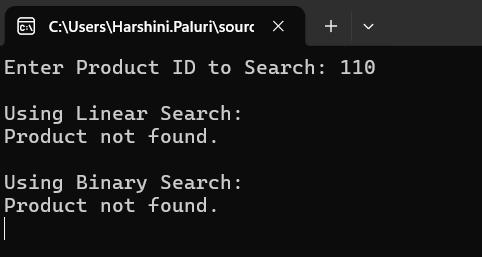 C:\Users\Harshini.Paluri\sourc
Enter Product ID to Search: 110
Using Linear Search:
Product not found.
Using Binary Search:
Product not found.